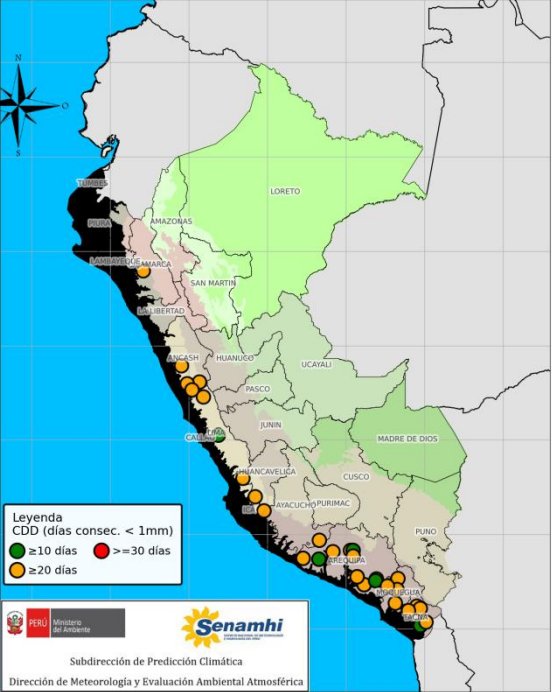 N
O
S
TUMBES
LORETO
PIURA
AMAZONAS
LAMBAYEQUE
CAJAMARCA
SAN MARTIN
LA LIBERTAD
ANCASH
HUANUCO
UCAYALI
PASCO
LIMA
CALLAO
JUNIN
MADRE DE DIOS
HUANCAVELICA
CUSCO
ICA
AYACUCHO
APURIMAC
PUNO
AREQUIPA
MOQUEGUA
TACNA
Leyenda
CDD (días consec. < 1mm)
≥10 días
>=30 días
≥20 días
PERÚ
Ministerio
del Ambiente
Senamhi
Subdirección de Predicción Climática
Dirección de Meteorología y Evaluación Ambiental Atmosférica